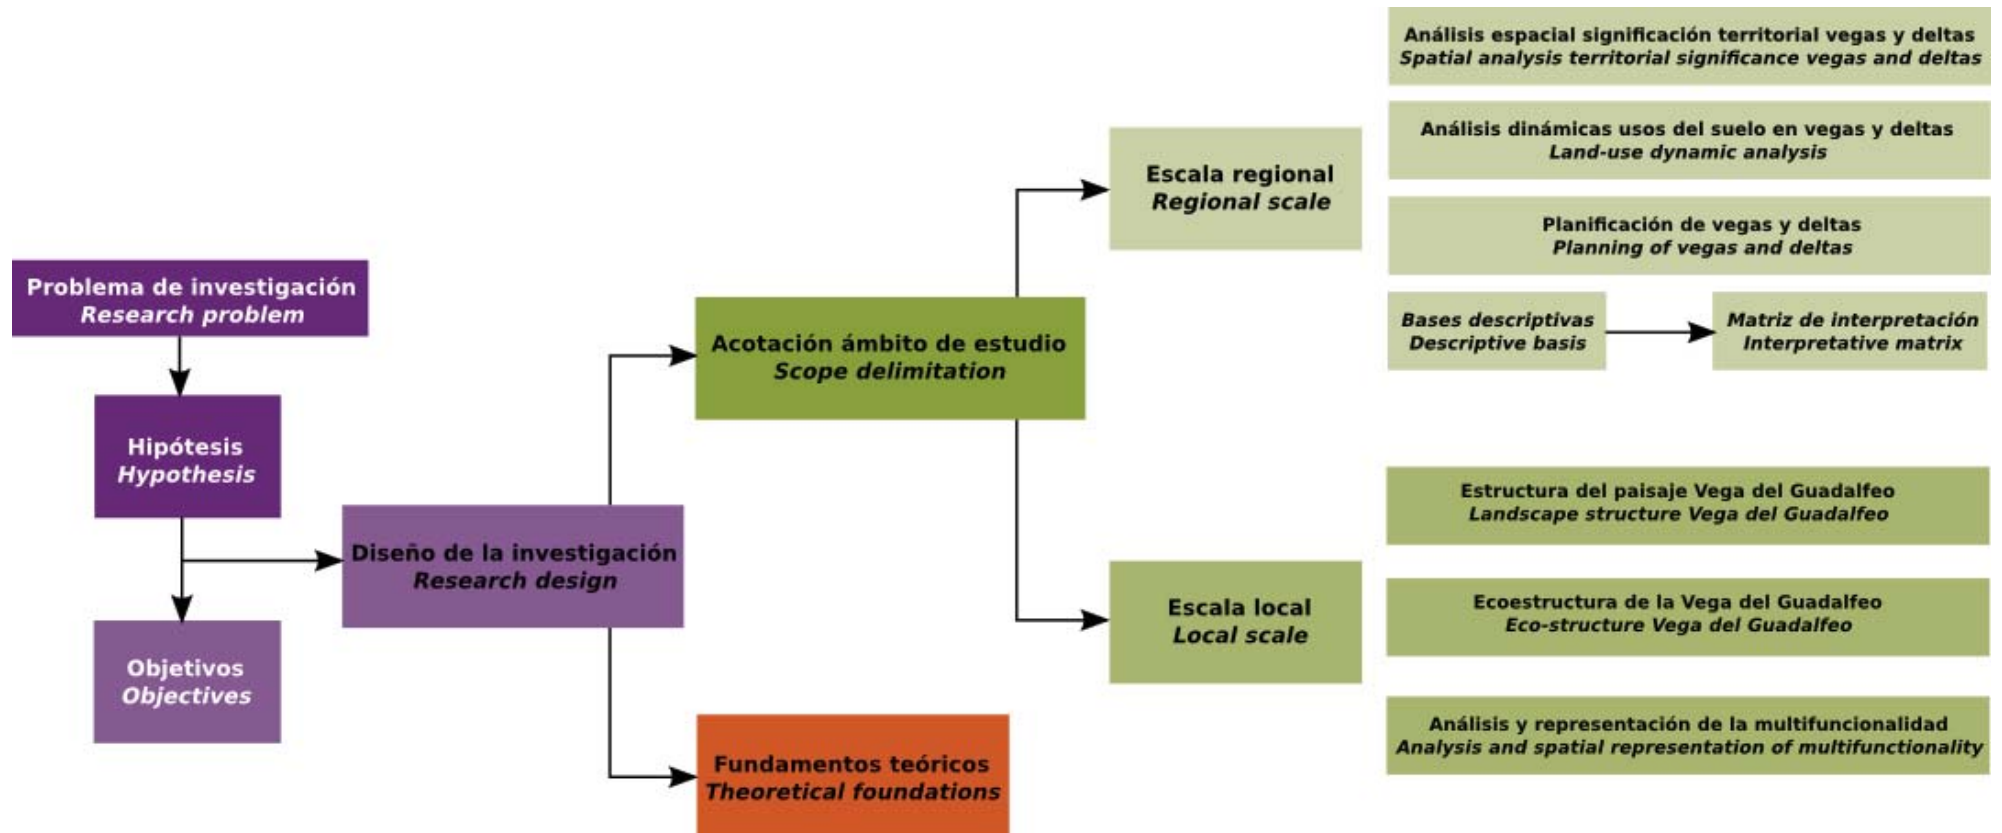 Problema de investigación
Research problem
Hipótesis
Hypothesis
Objetivos
Objectives
Diseño de la investigación
Research design
Acotación ámbito de estudio
Scope delimitation
Fundamentos teóricos
Theoretical foundations
Escala regional
Regional scale
Análisis espacial significación territorial vegas y deltas
Spatial analysis territorial significance vegas and deltas
Análisis dinámicas usos del suelo en vegas y deltas
Land-use dynamic analysis
Planificación de vegas y deltas
Planning of vegas and deltas
Bases descriptivas
Descriptive basis
Matriz de interpretación
Interpretative matrix
Escala local
Local scale
Estructura del paisaje Vega del Guadalfeo
Landscape structure Vega del Guadalfeo
Ecoestructura de la Vega del Guadalfeo
Eco-structure Vega del Guadalfeo
Análisis y representación de la multifuncionalidad
Analysis and spatial representation of multifunctionality